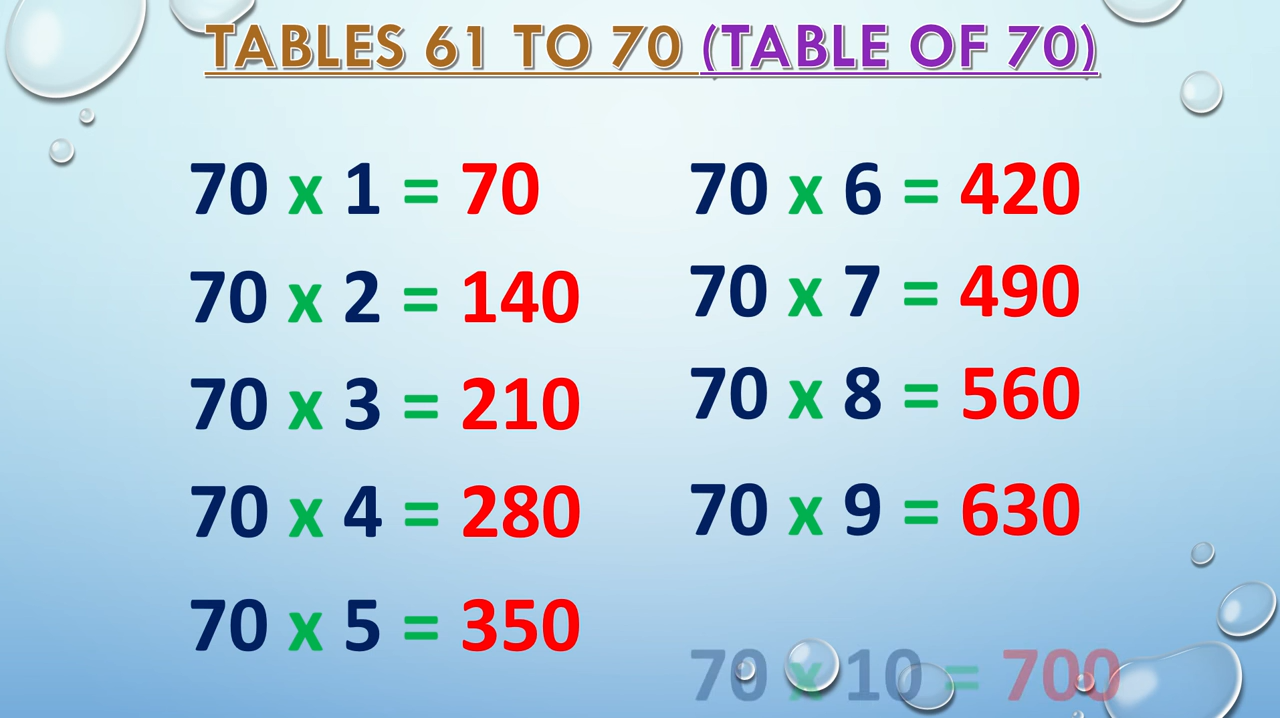 TABLES 61 TO 70 (TABLE OF 70)
70 x 1 = 70
70 x 2 = 140
70 x 3 = 210
70 x 4 = 280
70 x 5 = 350
70 x 6 = 420
70 x 7 = 490
70 x 8 = 560
70 x 9 = 630
70 x 10 = 700